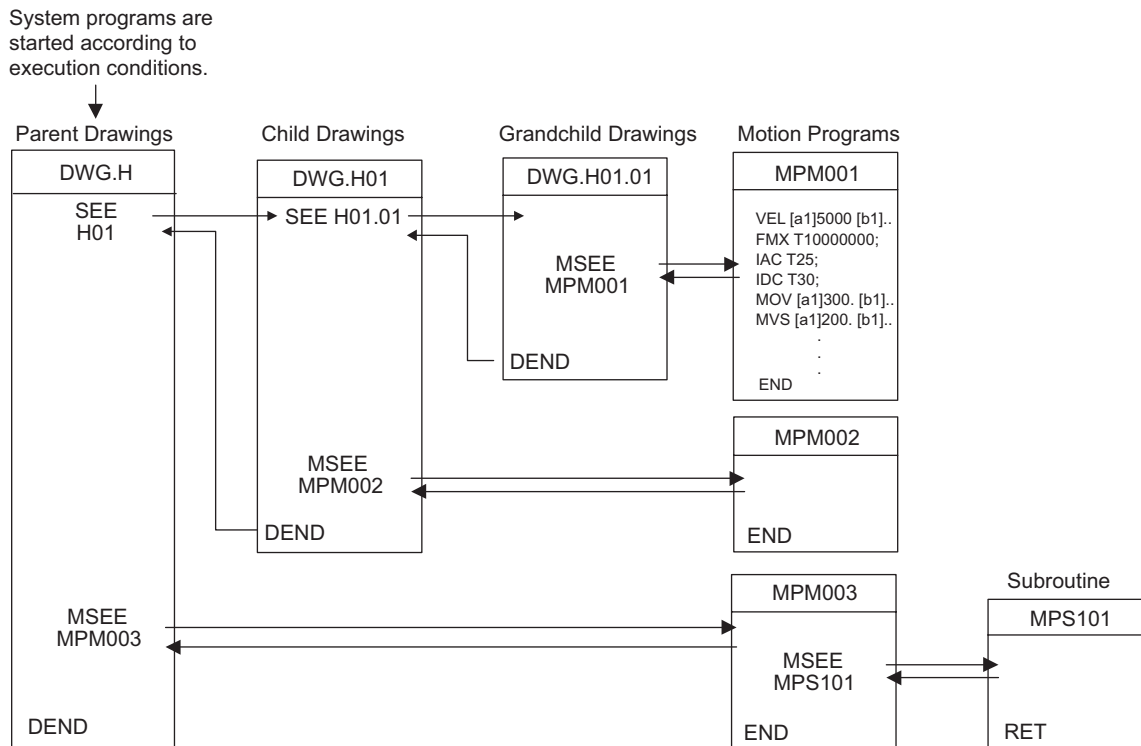 System programs are
started according to
execution conditions.
Parent Drawings
Child Drawings
Grandchild Drawings
Motion Programs
DWG.H
SEE
H01
MSEE
MPM003
DEND
DWG.H01
SEE H01.01
MSEE
MPM002
DEND
DWG.H01.01
MSEE
MPM001
DEND
MPM001
VEL [a1]5000 [b1]..
FMX T10000000;
IAC T25;
IDC T30;
MOV [a1]300. [b1]..
MVS [a1]200. [b1]..
.
.
.
END
MPM002
END
MPM003
MSEE
MPS101
END
Subroutine
MPS101
RET